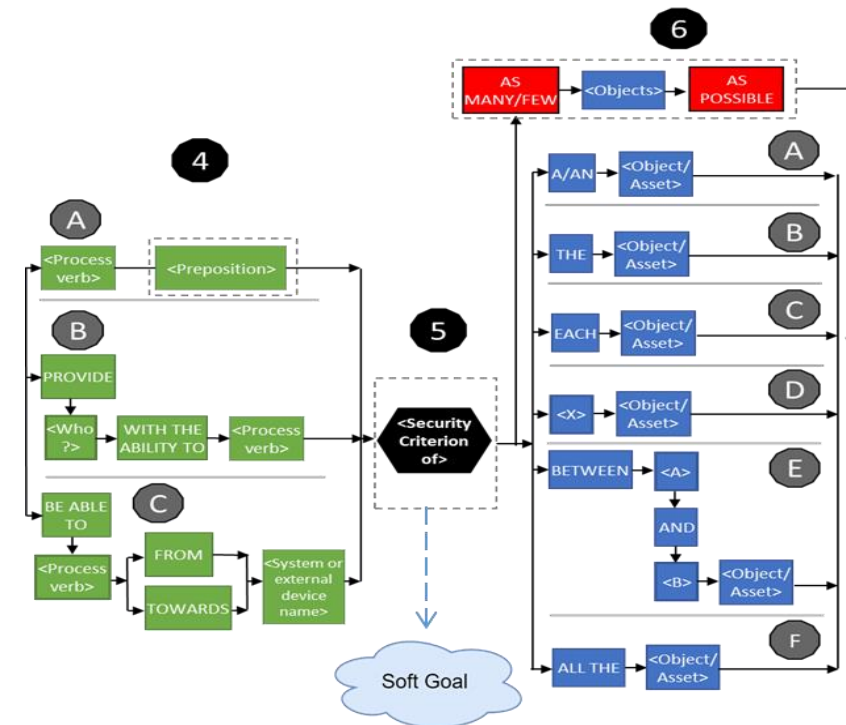 6
AS
MANY/FEW
<Objects>
AS
POSSIBLE
4
A
<Process
verb>
<Preposition>
B
PROVIDE
<Who
?>
WITH THE
ABILITY TO
<Process
verb>
C
BE ABLE
TO
<Process
verb>
FROM
TOWARDS
<System or
external
device
name>
5
<Security
Criterion
of>
Soft Goal
A
A/AN
<Object/
Asset>
B
THE
<Object/
Asset>
C
EACH
<Object/
Asset>
D
<X>
<Object/
Asset>
E
BETWEEN
<A>
AND
<B>
<Object/
Asset>
F
ALL THE
<Object/
Asset>